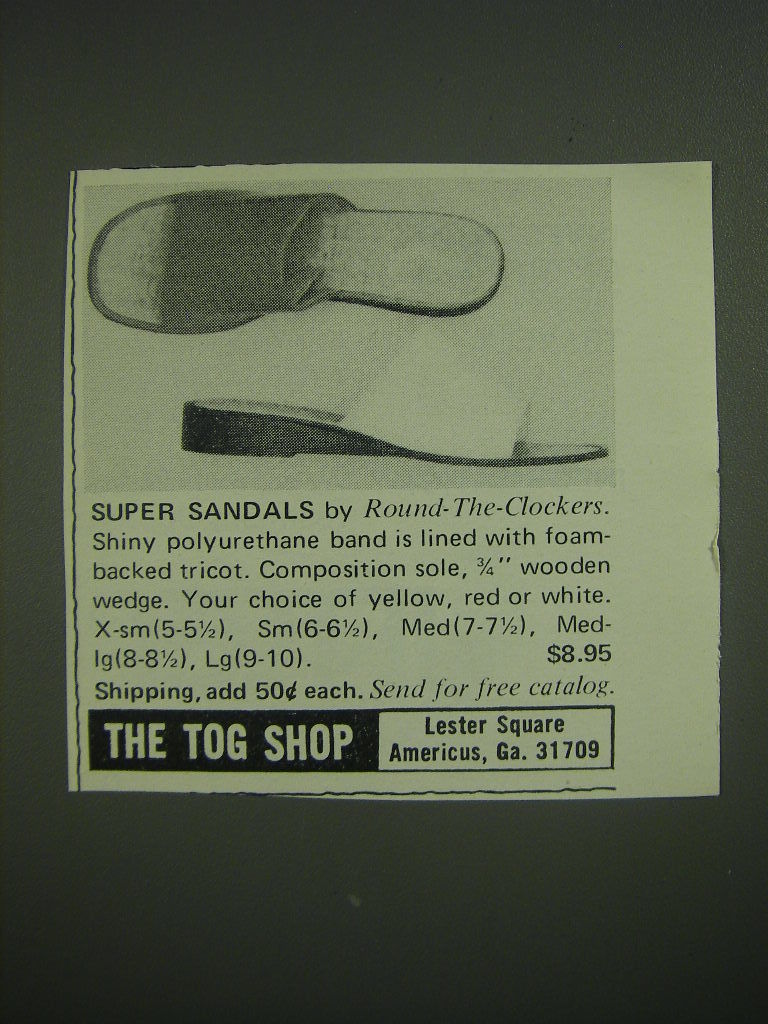 SUPER SANDALS by Round-The-Clockers.
Shiny polyurethane band is lined with foam-
backed tricot. Composition sole, ¾" wooden
wedge. Your choice of yellow, red or white.
X-sm(5-5½), Sm(6-6½), Med(7-7½), Med-
lg(8-8½), Lg(9-10). $8.95
Shipping, add 50¢ each. Send for free catalog.
THE TOG SHOP
Lester Square
Americus, Ga. 31709